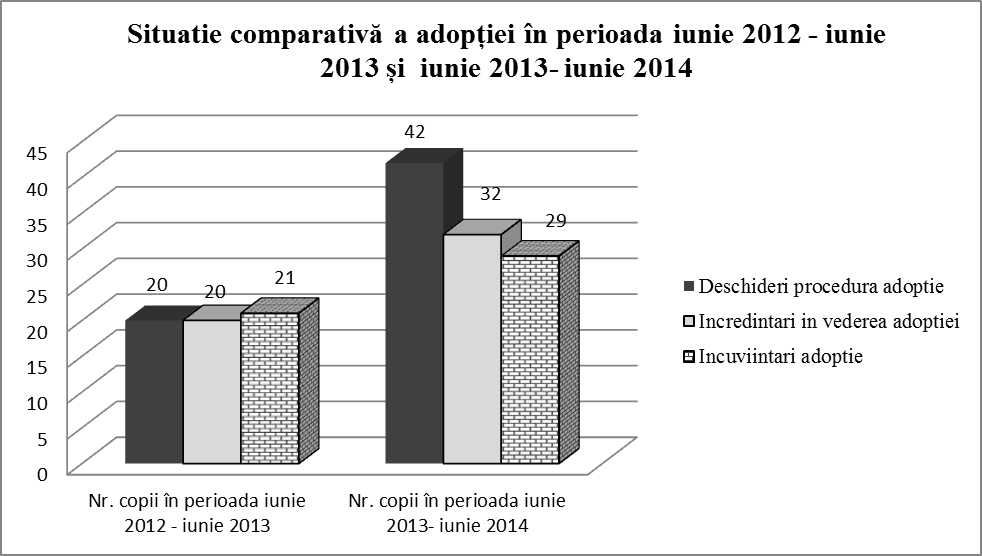 Situatie comparativă a adopției în perioada iunie 2012 - iunie
2013 și  iunie 2013- iunie 2014
45
40
35
30
25
20
15
10
5
0
20
20
21
42
32
29
Nr. copii în perioada iunie
2012 - iunie 2013
Nr. copii în perioada iunie
2013- iunie 2014
Deschideri procedura adoptie
Incredintari in vederea adoptiei
Incuviintari adoptie